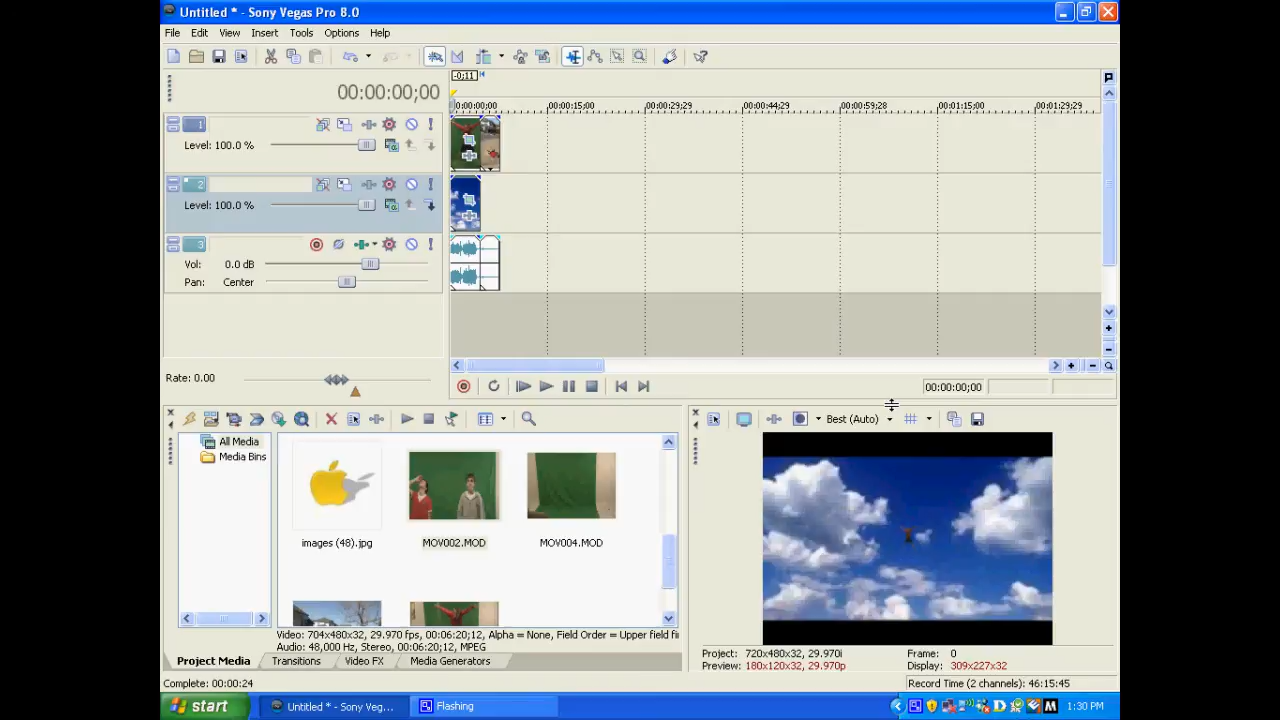 Untitled * - Sony Vegas Pro 8.0
File Edit View Insert Tools Options Help
-0;11
00:00:00;00
0:00:00;00 00:00:15;00 00:00:29;29 00:00:44;29 00:00:59;28 00:01:15;00 00:01:29;29
1
Level: 100.0 %
2
Level: 100.0 %
3
Vol: 0.0 dB
Pan: Center
Rate: 0.00
00:00:00;00
Best (Auto)
All Media
Media Bins
images (48).jpg MOV002.MOD MOV004.MOD
Video: 704x480x32, 29.970 fps, 00:06:20;12, Alpha = None, Field Order = Upper field fi
Audio: 48,000 Hz, Stereo, 00:06:20;12, MPEG
Project Media Transitions Video FX Media Generators
Project: 720x480x32, 29.970i
Preview: 180x120x32, 29.970p
Frame: 0
Display: 309x227x32
Complete: 00:00:24
Record Time (2 channels): 46:15:45
start
Untitled * - Sony Veg...
Flashing
1:30 PM